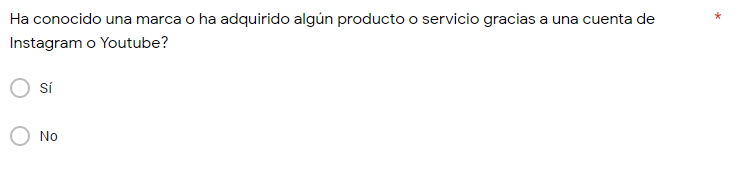 Ha conocido una marca o ha adquirido algún producto o servicio gracias a una cuenta de *
Instagram o Youtube?
Sí
No